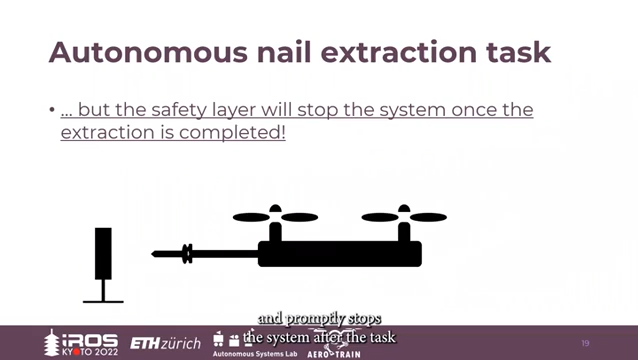 Autonomous nail extraction task
• ... but the safety layer will stop the system once the
extraction is completed!
and promptly stops
the system after the task
iROS
KYOTO 2022
ETHzürich
Autonomous Systems Lab
AERO-TRAIN
19